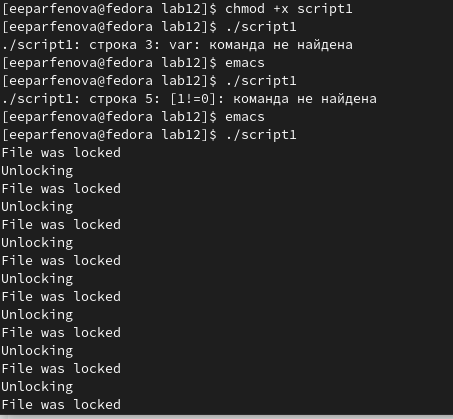 [eeparfenova@fedora lab12]$ chmod +x script1
[eeparfenova@fedora lab12]$ ./script1
./script1: строка 3: var: команда не найдена
[eeparfenova@fedora lab12]$ emacs
[eeparfenova@fedora lab12]$ ./script1
./script1: строка 5: [1!=0]: команда не найдена
[eeparfenova@fedora lab12]$ emacs
[eeparfenova@fedora lab12]$ ./script1
File was locked
Unlocking
File was locked
Unlocking
File was locked
Unlocking
File was locked
Unlocking
File was locked
Unlocking
File was locked
Unlocking
File was locked
Unlocking
File was locked